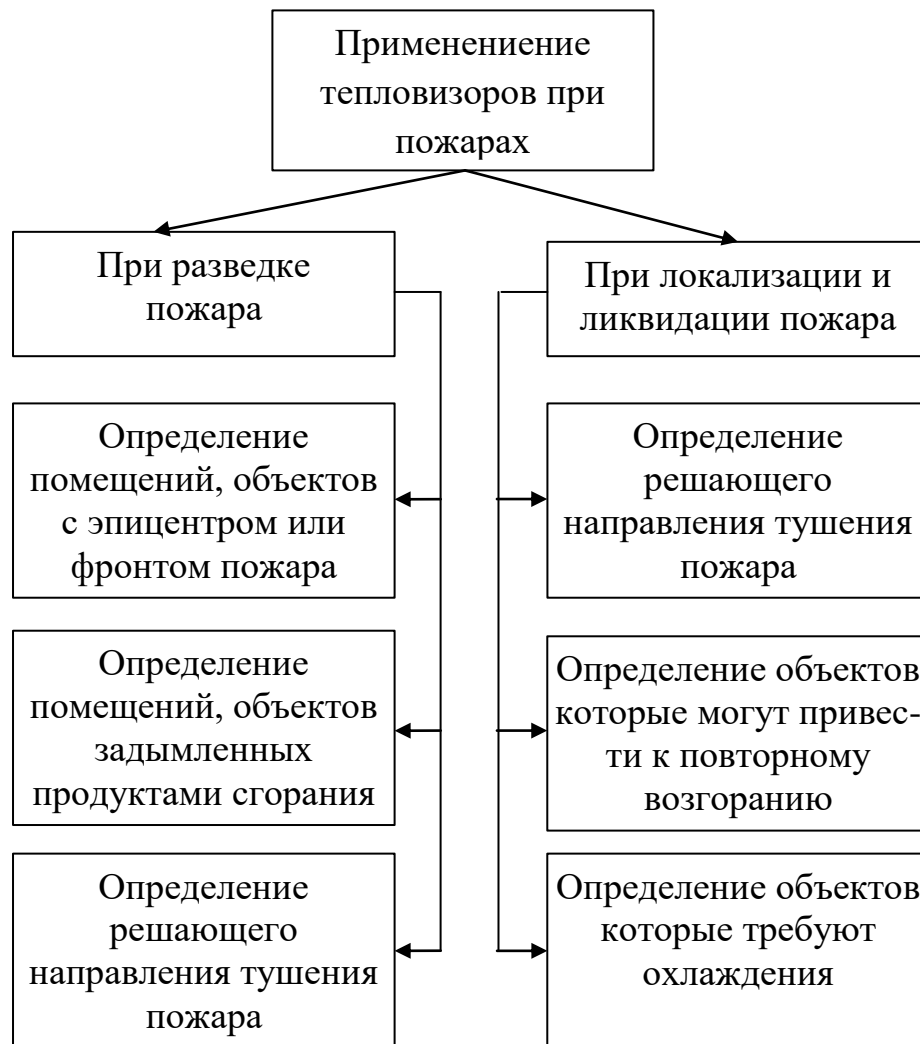 Применениение
тепловизоров при
пожарах
При разведке
пожара
При локализации и
ликвидации пожара
Определение
помещений, объектов
с эпицентром или
фронтом пожара
Определение
решающего
направления тушения
пожара
Определение
помещений, объектов
задымленных
продуктами сгорания
Определение объектов
которые могут привес-
ти к повторному
возгоранию
Определение
решающего
направления тушения
пожара
Определение объектов
которые требуют
охлаждения